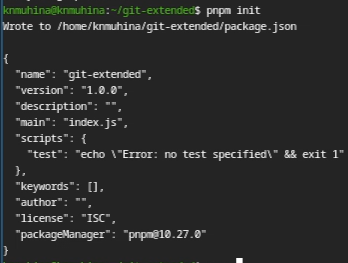 knmuhina@knmuhina:~/git-extended$ pnpm init
Wrote to /home/knmuhina/git-extended/package.json
{
  "name": "git-extended",
  "version": "1.0.0",
  "description": "",
  "main": "index.js",
  "scripts": {
    "test": "echo \"Error: no test specified\" && exit 1"
  },
  "keywords": [],
  "author": "",
  "license": "ISC",
  "packageManager": "pnpm@10.27.0"
}